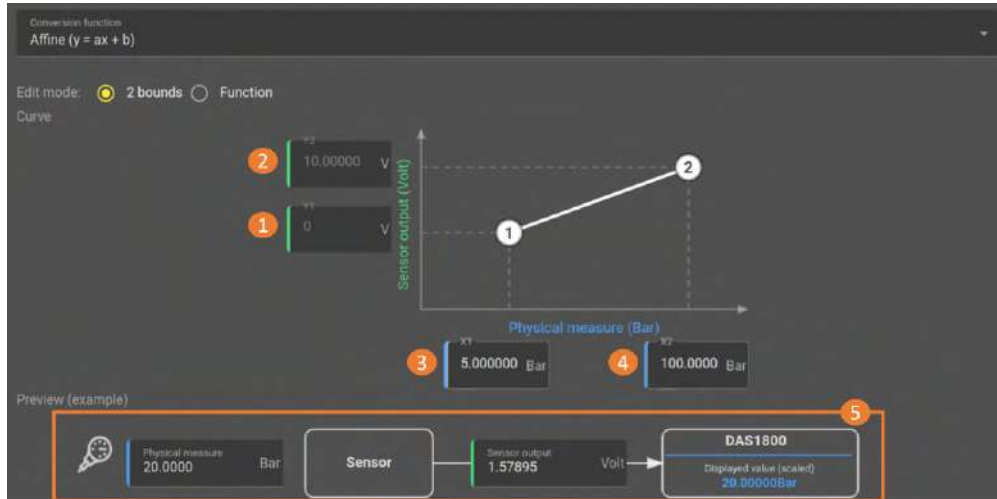 Conversion function
Affine (y = ax + b)
Edit mode: 2 bounds Function
Curve
2
Y2
10.00000 V
1
Y1
0 V
Sensor output (Volt)
1
2
Physical measure (Bar)
3
X1
5.000000 Bar
4
X2
100.0000 Bar
Preview (example)
5
Physical measure
20.0000 Bar
Sensor
Sensor output
1.57895 Volt
DAS1800
Displayed value (scaled)
20.00000Bar